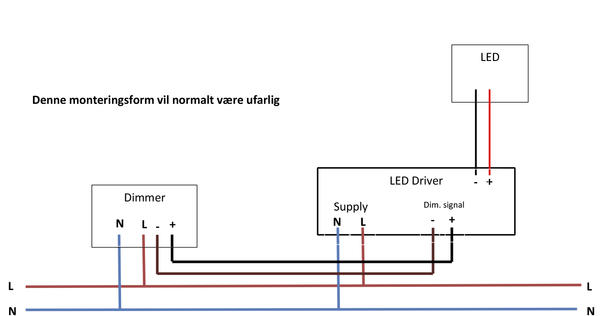 LED
Denne monteringsform vil normalt være ufarlig
- +
LED Driver
Dimmer
Supply
Dim. signal
N L - +
N L - +
L L
N N